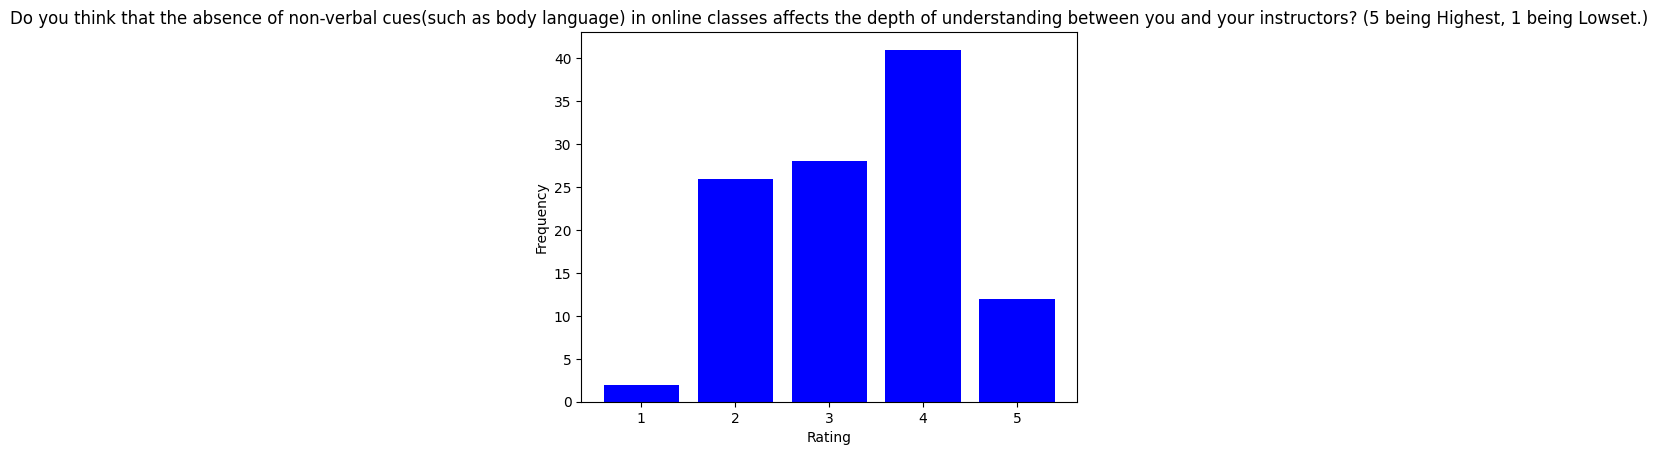 Do you think that the absence of non-verbal cues(such as body language) in online classes affects the depth of understanding between you and your instructors? (5 being Highest, 1 being Lowset.)
40
35
30
25
20
15
10
5
0
Frequency
1 2 3 4 5
Rating